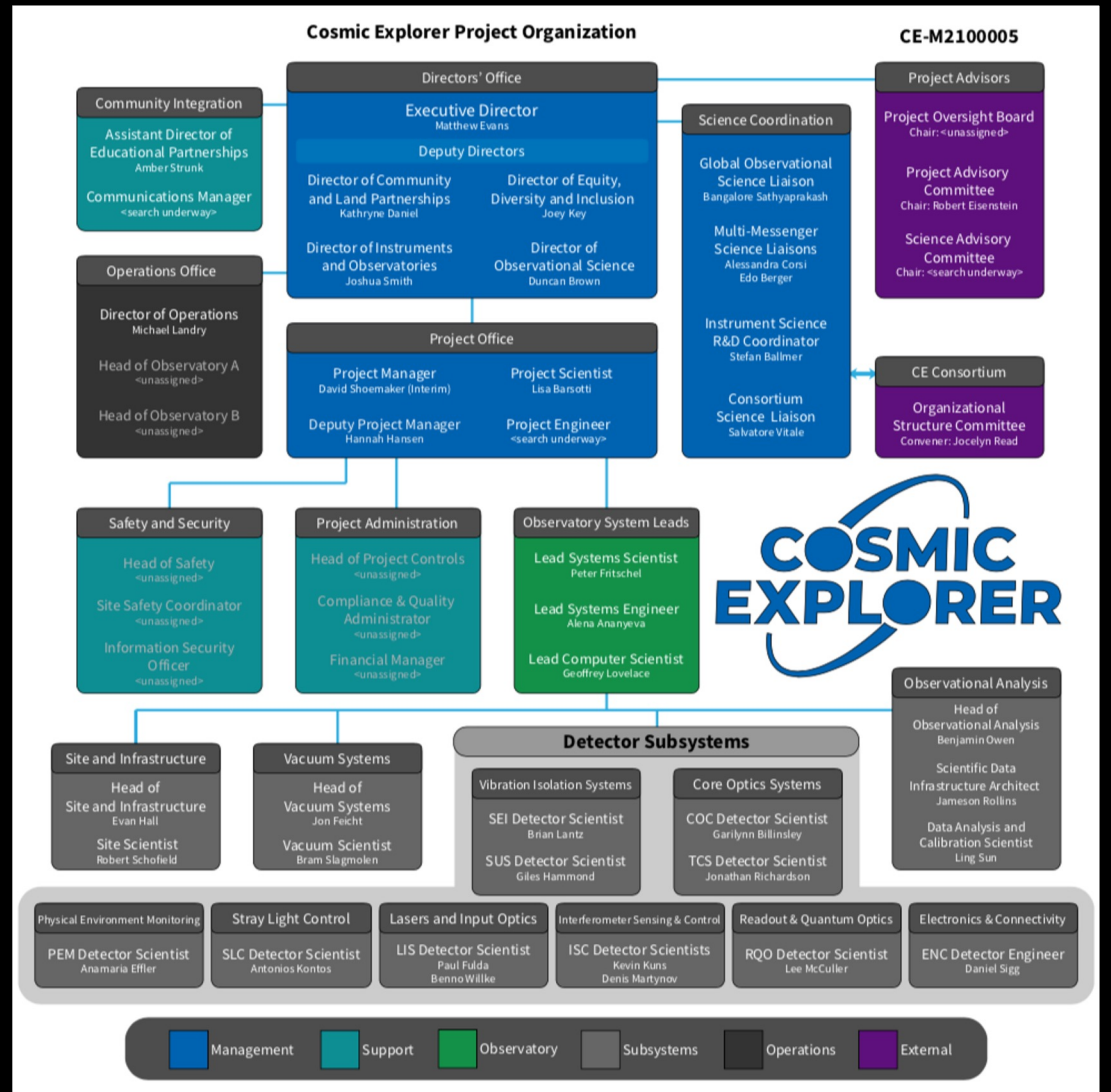 Cosmic Explorer Project Organization
CE-M2100005
Directors' Office
Executive Director
Matthew Evans
Deputy Directors
Director of Community
and Land Partnerships
Kathryne Daniel
Director of Equity,
Diversity and Inclusion
Joey Key
Director of Instruments
and Observatories
Joshua Smith
Director of
Observational Science
Duncan Brown
Community Integration
Assistant Director of
Educational Partnerships
Amber Strunk
Communications Manager
<search underway>
Operations Office
Director of Operations
Michael Landry
Head of Observatory A
<unassigned>
Head of Observatory B
<unassigned>
Project Office
Project Manager
David Shoemaker (Interim)
Project Scientist
Lisa Barsotti
Deputy Project Manager
Hannah Hansen
Project Engineer
<search underway>
Science Coordination
Global Observational
Science Liaison
Bangalore Sathyaprakash
Multi-Messenger
Science Liaisons
Alessandra Corsi
Edo Berger
Instrument Science
R&D Coordinator
Stefan Ballmer
Consortium
Science Liaison
Salvatore Vitale
Project Advisors
Project Oversight Board
Chair: <unassigned>
Project Advisory
Committee
Chair: Robert Eisenstein
Science Advisory
Committee
Chair: <search underway>
CE Consortium
Organizational
Structure Committee
Convener: Jocelyn Read
Safety and Security
Head of Safety
<unassigned>
Site Safety Coordinator
<unassigned>
Information Security
Officer
<unassigned>
Project Administration
Head of Project Controls
<unassigned>
Compliance & Quality
Administrator
<unassigned>
Financial Manager
<unassigned>
Observatory System Leads
Lead Systems Scientist
Peter Fritschel
Lead Systems Engineer
Alena Ananyeva
Lead Computer Scientist
Geoffrey Lovelace
COSMIC
EXPLORER
Site and Infrastructure
Head of
Site and Infrastructure
Evan Hall
Site Scientist
Robert Schofield
Vacuum Systems
Head of
Vacuum Systems
Jon Feicht
Vacuum Scientist
Bram Slagmolen
Detector Subsystems
Vibration Isolation Systems
SEI Detector Scientist
Brian Lantz
SUS Detector Scientist
Giles Hammond
Core Optics Systems
COC Detector Scientist
Garilynn Billinsley
TCS Detector Scientist
Jonathan Richardson
Observational Analysis
Head of
Observational Analysis
Benjamin Owen
Scientific Data
Infrastructure Architect
Jameson Rollins
Data Analysis and
Calibration Scientist
Ling Sun
Physical Environment Monitoring
PEM Detector Scientist
Anamaria Effler
Stray Light Control
SLC Detector Scientist
Antonios Kontos
Lasers and Input Optics
LIS Detector Scientist
Paul Fulda
Benno Willke
Interferometer Sensing & Control
ISC Detector Scientists
Kevin Kuns
Denis Martynov
Readout & Quantum Optics
RQO Detector Scientist
Lee McCuller
Electronics & Connectivity
ENC Detector Engineer
Daniel Sigg
Management
Support
Observatory
Subsystems
Operations
External